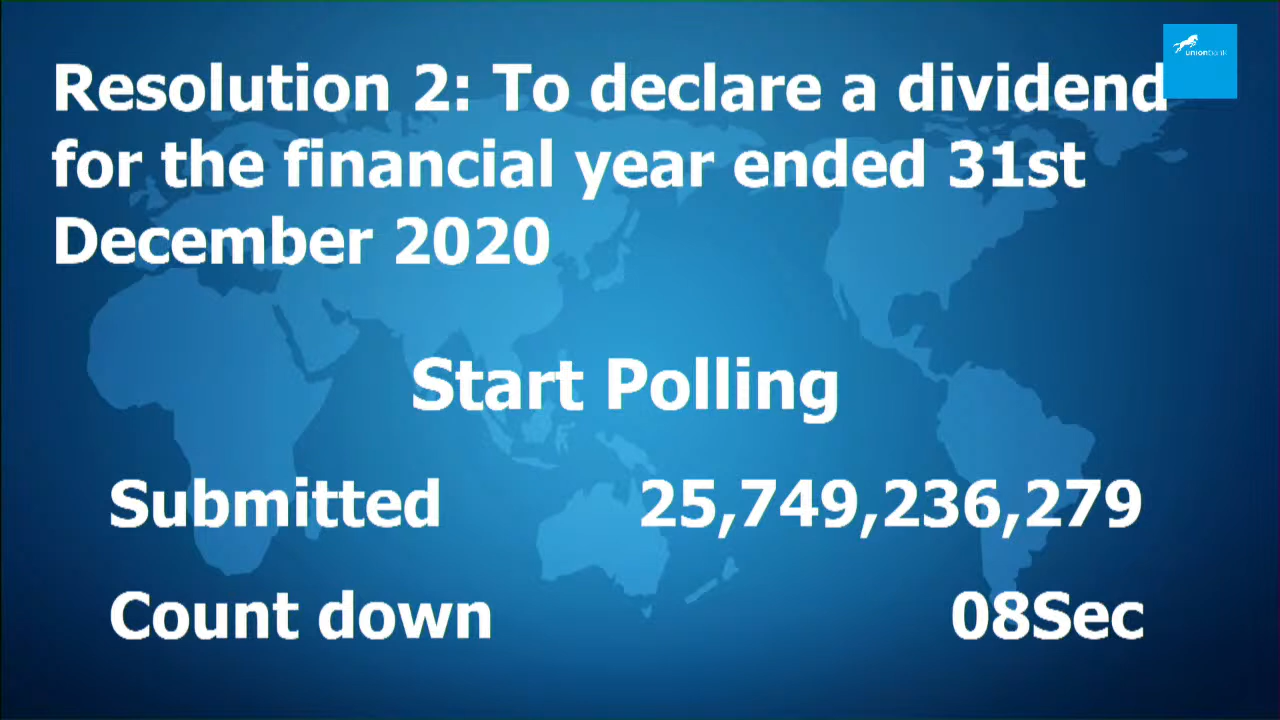 unionbank
Resolution 2: To declare a dividend
for the financial year ended 31st
December 2020
Start Polling
Submitted 25,749,236,279
Count down 08Sec